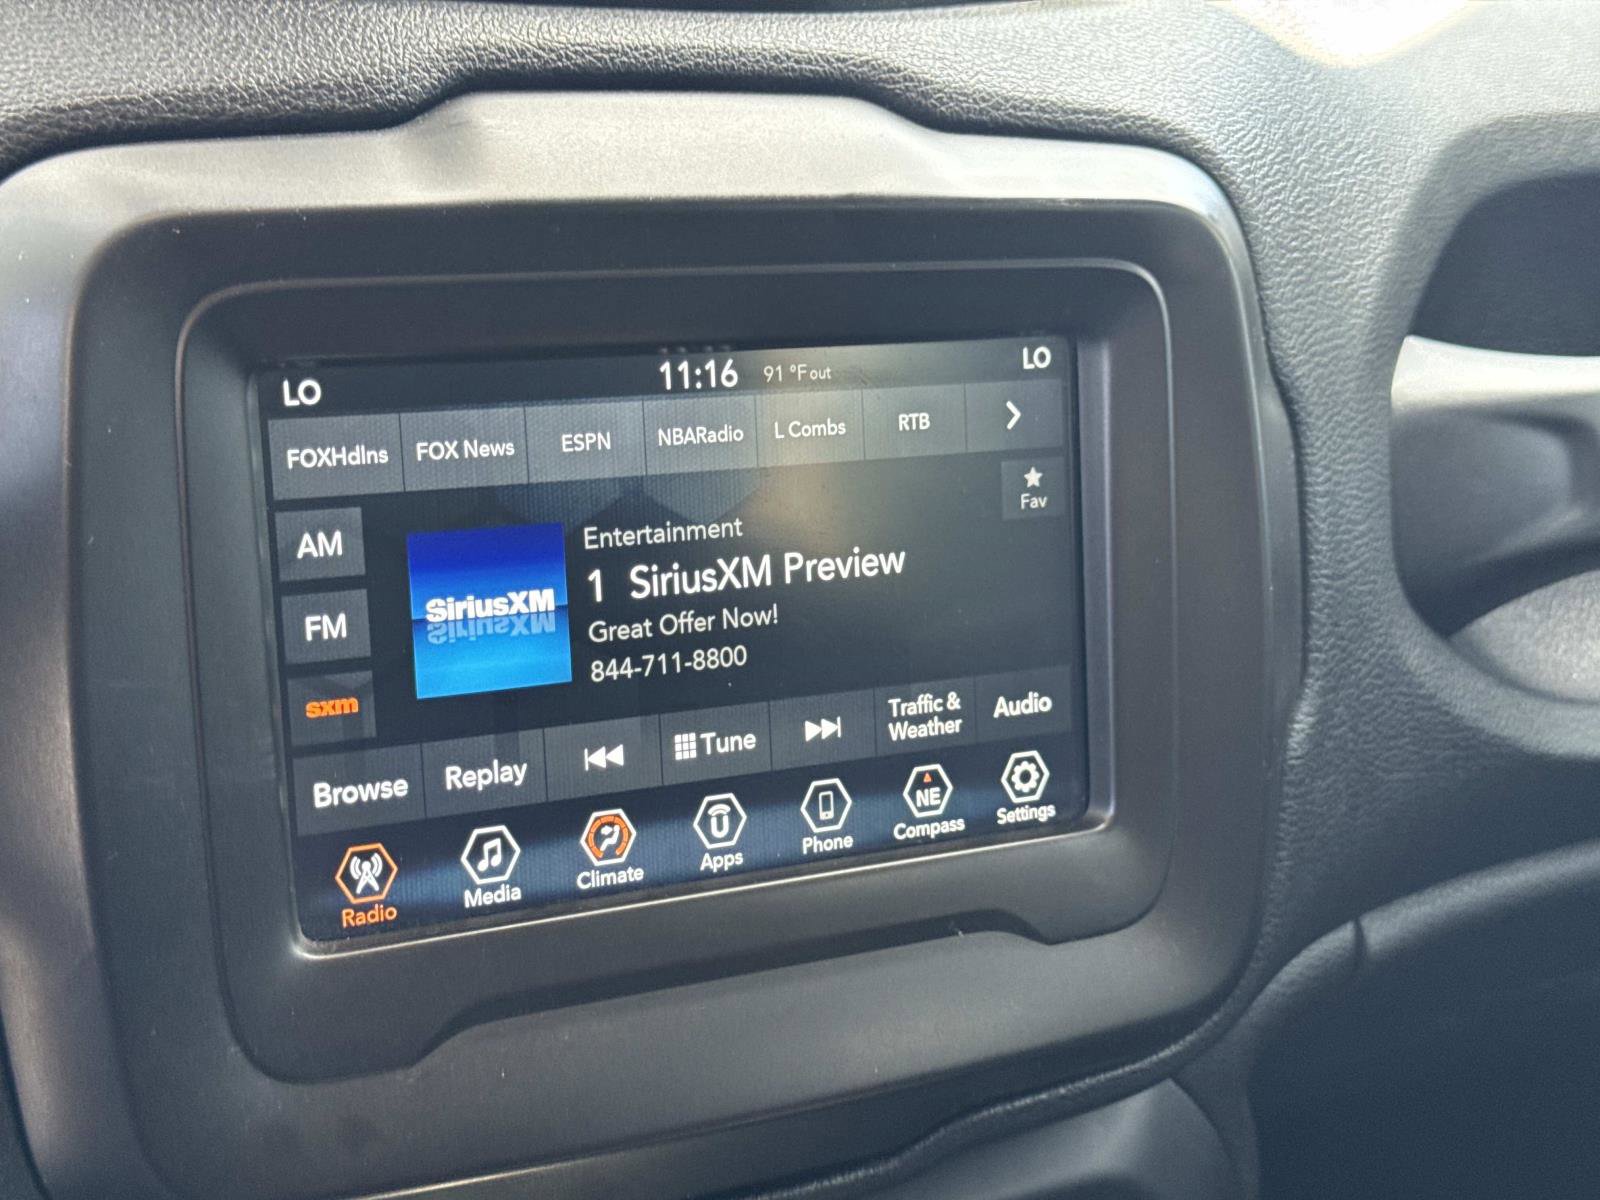 LO 11:16 91 °F out LO
FOXHdlns FOX News ESPN NBARadio L Combs RTB
Fav
AM
FM
sxm
SiriusXM
Entertainment
1 SiriusXM Preview
Great Offer Now!
844-711-8800
Browse Replay Tune Traffic & Weather Audio
Radio Media Climate Apps Phone NE Compass Settings